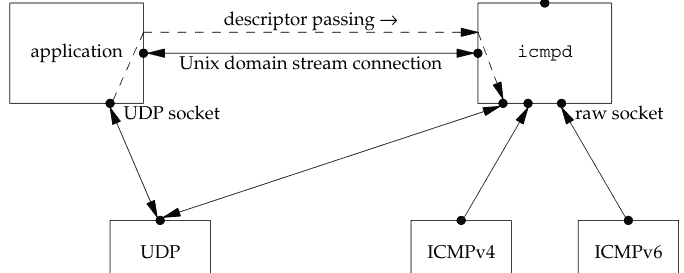 descriptor passing →
application
icmpd
Unix domain stream connection
UDP socket
raw socket
UDP
ICMPv4
ICMPv6